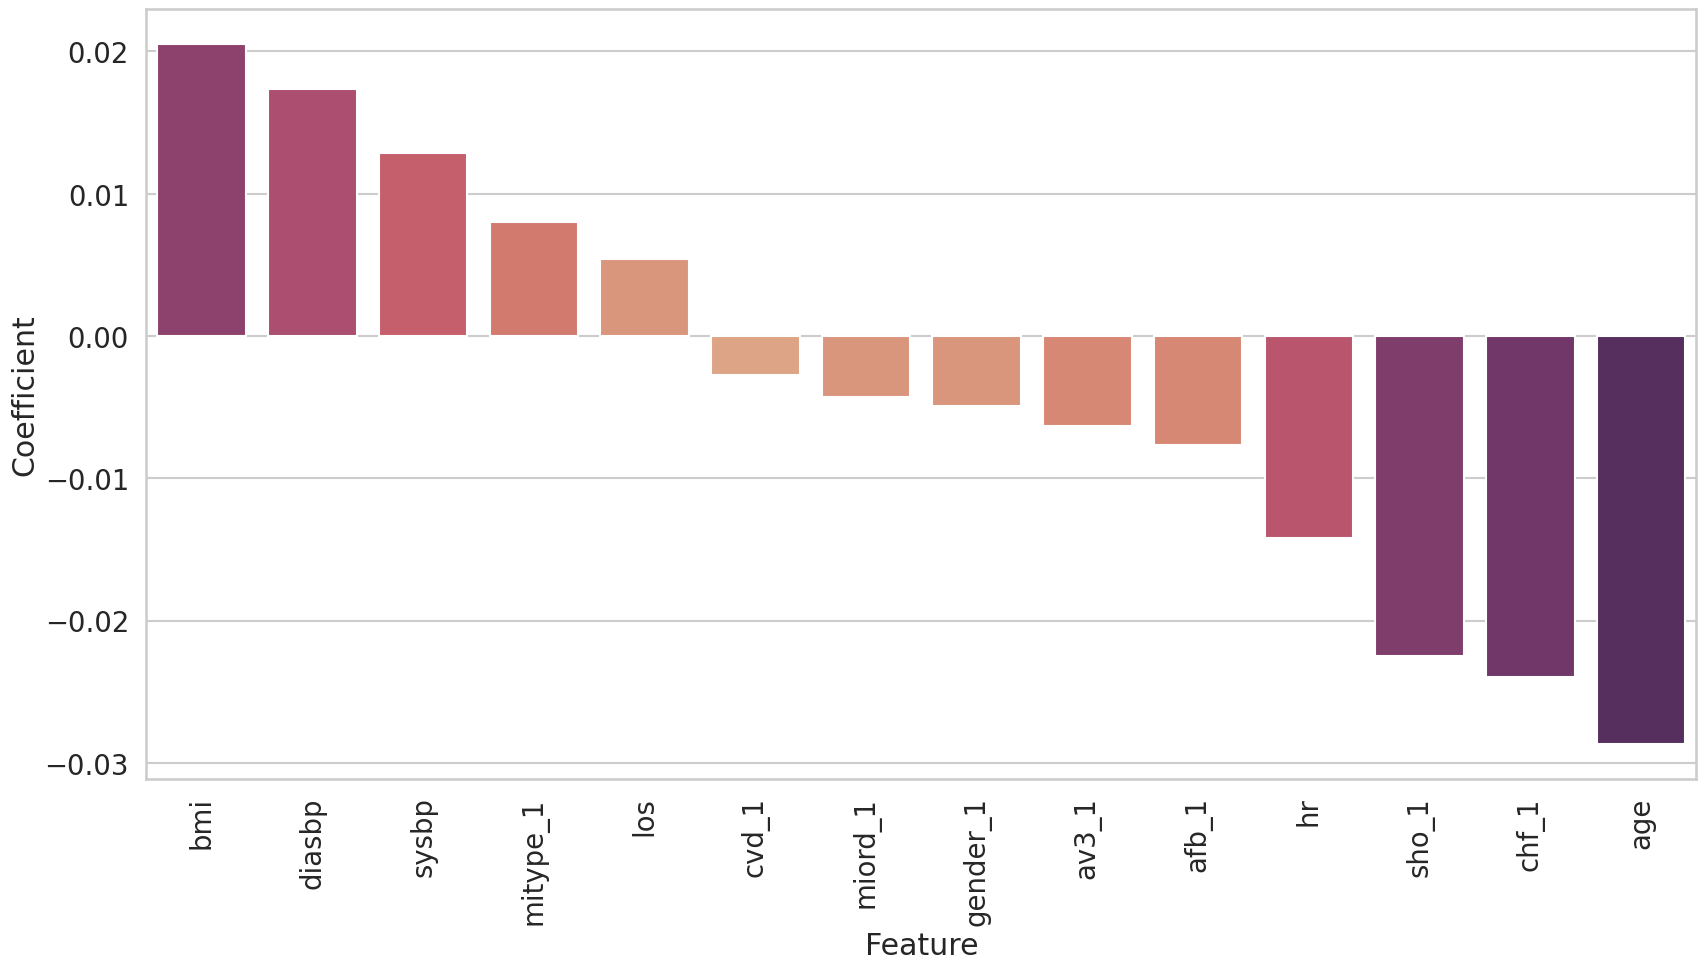 0.02
0.01
0.00
−0.01
−0.02
−0.03
Coefficient
bmi
diasbp
sysbp
mitype_1
los
cvd_1
miord_1
gender_1
av3_1
afb_1
hr
sho_1
chf_1
age
Feature